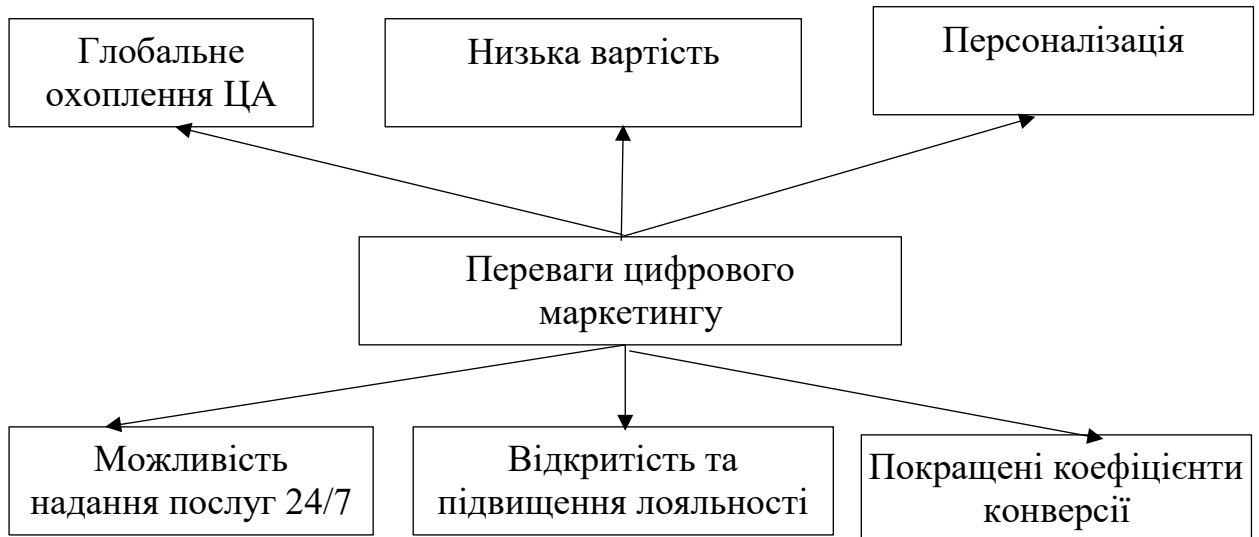 Глобальне
охоплення ЦА
Низька вартість
Персоналізація
Переваги цифрового
маркетингу
Можливість
надання послуг 24/7
Відкритість та
підвищення лояльності
Покращені коефіцієнти
конверсії